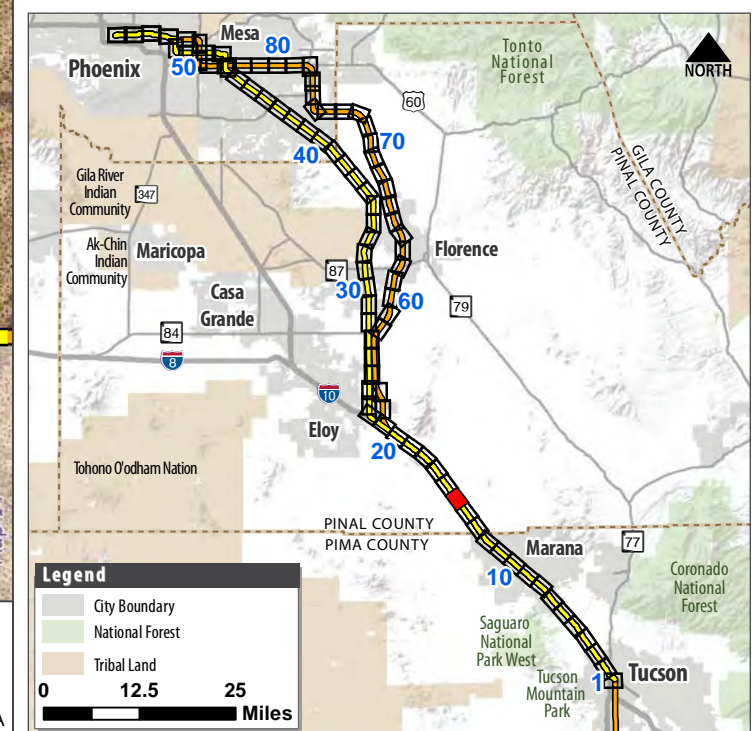 Mesa
80
Tonto
National
Forest
NORTH
Phoenix
50
60
70
40
GILA COUNTY
PINAL COUNTY
Gila River
Indian
Community
347
Ak-Chin
Indian
Community
Maricopa
Florence
87
30
60
79
Casa
Grande
84
8
10
Eloy
20
Tohono O'odham Nation
PINAL COUNTY
PIMA COUNTY
Marana
77
10
Coronado
National
Forest
Saguaro
National
Park West
Tucson
Mountain
Park
1
Tucson
Legend
City Boundary
National Forest
Tribal Land
0 12.5 25
Miles
A